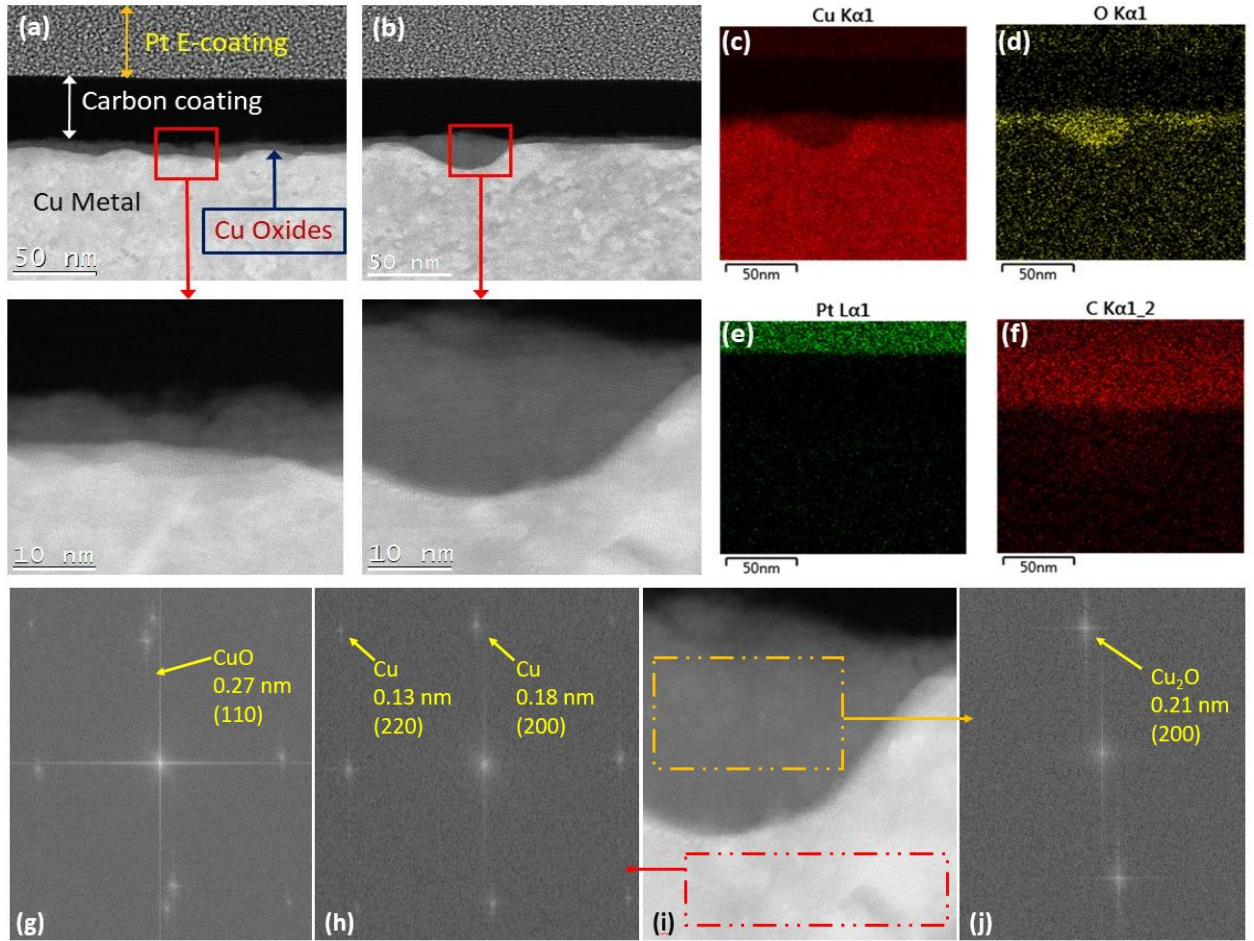 (a)
Pt E-coating
Carbon coating
Cu Metal
Cu Oxides
50 nm
(b)
50 nm
Cu Kα1
(c)
50nm
O Kα1
(d)
50nm
10 nm
10 nm
Pt Lα1
(e)
50nm
C Kα1_2
(f)
50nm
CuO
0.27 nm
(110)
(g)
Cu
0.13 nm
(220)
Cu
0.18 nm
(200)
(h)
(i)
Cu₂O
0.21 nm
(200)
(j)